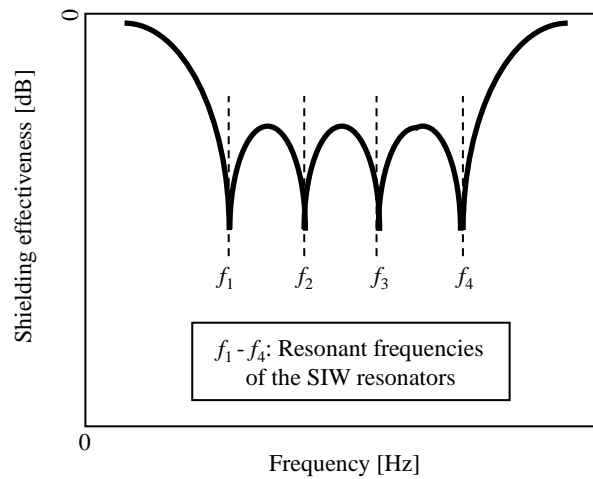 0
Shielding effectiveness [dB]
f1
f2
f3
f4
f1 - f4: Resonant frequencies
of the SIW resonators
0
Frequency [Hz]